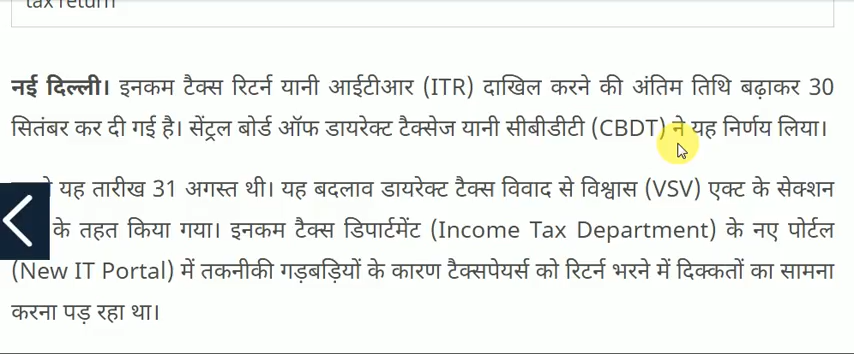 tax return
नई दिल्ली। इनकम टैक्स रिटर्न यानी आईटीआर (ITR) दाखिल करने की अंतिम तिथि बढ़ाकर 30
सितंबर कर दी गई है। सेंट्रल बोर्ड ऑफ डायरेक्ट टैक्सेज यानी सीबीडीटी (CBDT) ने यह निर्णय लिया।
यह तारीख 31 अगस्त थी। यह बदलाव डायरेक्ट टैक्स विवाद से विश्वास (VSV) एक्ट के सेक्शन
के तहत किया गया। इनकम टैक्स डिपार्टमेंट (Income Tax Department) के नए पोर्टल
(New IT Portal) में तकनीकी गड़बड़ियों के कारण टैक्सपेयर्स को रिटर्न भरने में दिक्कतों का सामना
करना पड़ रहा था।